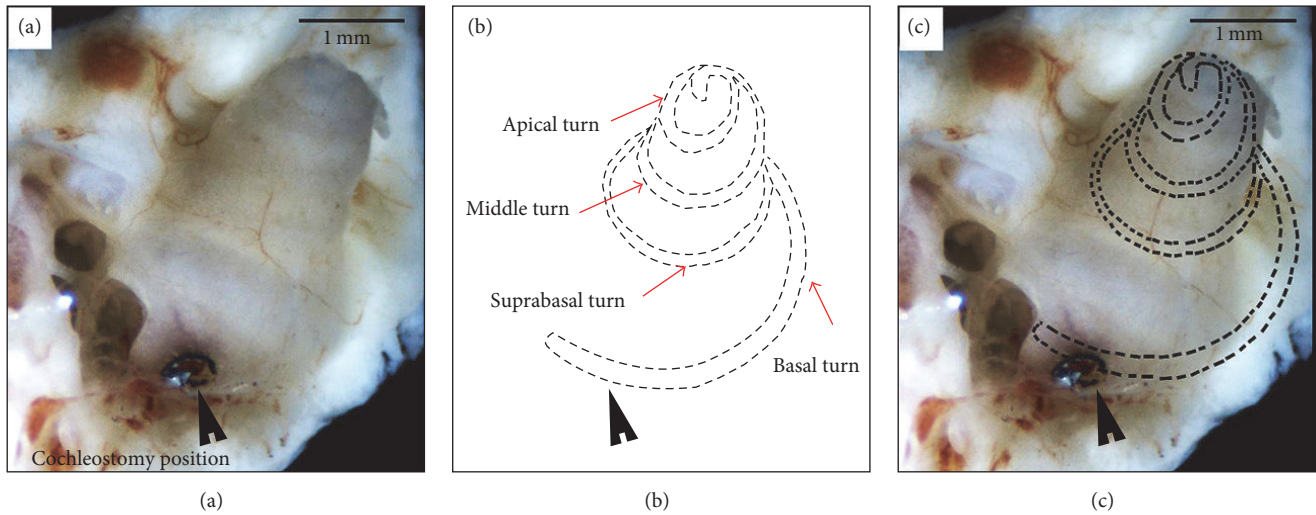 (a)
1 mm
Cochleostomy position
(a)
(b)
Apical turn
Middle turn
Suprabasal turn
Basal turn
(b)
(c)
1 mm
(c)